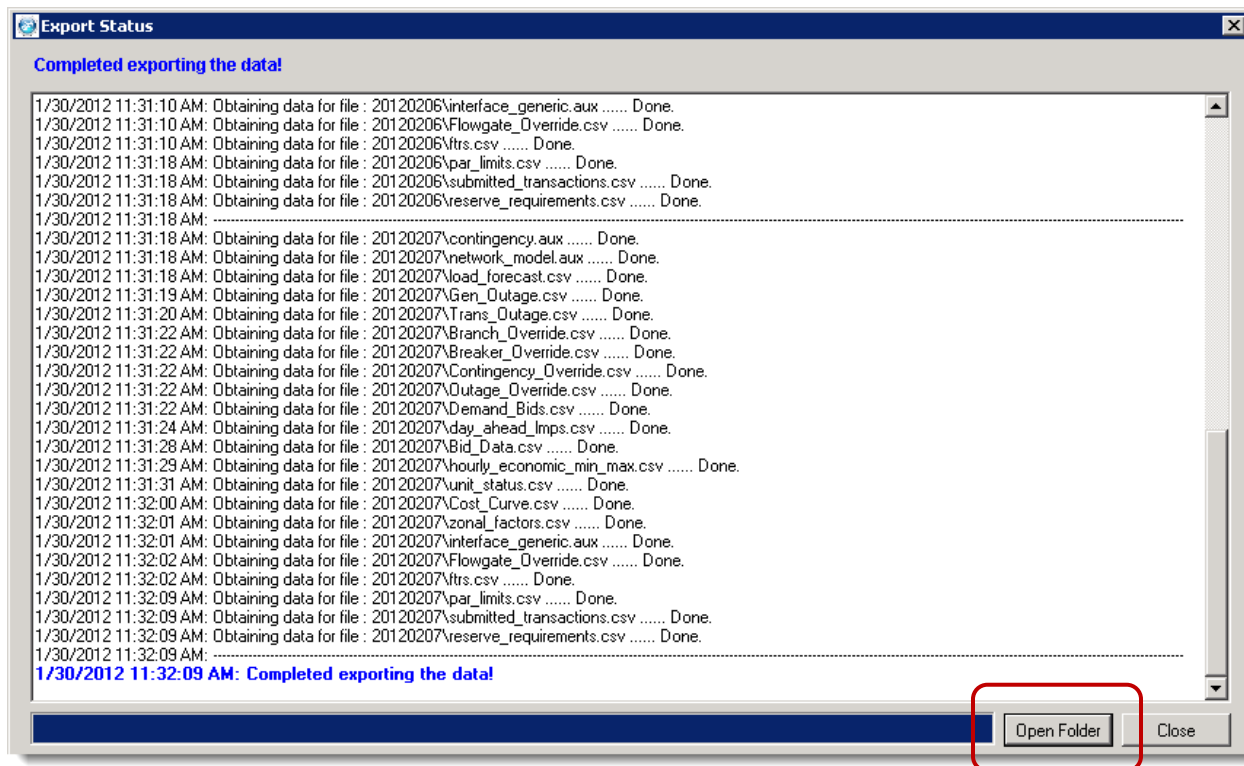 Export Status
Completed exporting the data!
1/30/2012 11:31:10 AM: Obtaining data for file : 20120206\interface_generic.aux ...... Done.
1/30/2012 11:31:10 AM: Obtaining data for file : 20120206\Flowgate_Override.csv ...... Done.
1/30/2012 11:31:10 AM: Obtaining data for file : 20120206\ftrs.csv ...... Done.
1/30/2012 11:31:18 AM: Obtaining data for file : 20120206\par_limits.csv ...... Done.
1/30/2012 11:31:18 AM: Obtaining data for file : 20120206\submitted_transactions.csv ...... Done.
1/30/2012 11:31:18 AM: Obtaining data for file : 20120206\reserve_requirements.csv ...... Done.
1/30/2012 11:31:18 AM: ------------------------------------------------------------
1/30/2012 11:31:18 AM: Obtaining data for file : 20120207\contingency.aux ...... Done.
1/30/2012 11:31:18 AM: Obtaining data for file : 20120207\network_model.aux ...... Done.
1/30/2012 11:31:18 AM: Obtaining data for file : 20120207\load_forecast.csv ...... Done.
1/30/2012 11:31:19 AM: Obtaining data for file : 20120207\Gen_Outage.csv ...... Done.
1/30/2012 11:31:20 AM: Obtaining data for file : 20120207\Trans_Outage.csv ...... Done.
1/30/2012 11:31:22 AM: Obtaining data for file : 20120207\Branch_Override.csv ...... Done.
1/30/2012 11:31:22 AM: Obtaining data for file : 20120207\Breaker_Override.csv ...... Done.
1/30/2012 11:31:22 AM: Obtaining data for file : 20120207\Contingency_Override.csv ...... Done.
1/30/2012 11:31:22 AM: Obtaining data for file : 20120207\Outage_Override.csv ...... Done.
1/30/2012 11:31:22 AM: Obtaining data for file : 20120207\Demand_Bids.csv ...... Done.
1/30/2012 11:31:24 AM: Obtaining data for file : 20120207\day_ahead_lmps.csv ...... Done.
1/30/2012 11:31:28 AM: Obtaining data for file : 20120207\Bid_Data.csv ...... Done.
1/30/2012 11:31:29 AM: Obtaining data for file : 20120207\hourly_economic_min_max.csv ...... Done.
1/30/2012 11:31:31 AM: Obtaining data for file : 20120207\unit_status.csv ...... Done.
1/30/2012 11:32:00 AM: Obtaining data for file : 20120207\Cost_Curve.csv ...... Done.
1/30/2012 11:32:01 AM: Obtaining data for file : 20120207\zonal_factors.csv ...... Done.
1/30/2012 11:32:01 AM: Obtaining data for file : 20120207\interface_generic.aux ...... Done.
1/30/2012 11:32:02 AM: Obtaining data for file : 20120207\Flowgate_Override.csv ...... Done.
1/30/2012 11:32:02 AM: Obtaining data for file : 20120207\ftrs.csv ...... Done.
1/30/2012 11:32:09 AM: Obtaining data for file : 20120207\par_limits.csv ...... Done.
1/30/2012 11:32:09 AM: Obtaining data for file : 20120207\submitted_transactions.csv ...... Done.
1/30/2012 11:32:09 AM: Obtaining data for file : 20120207\reserve_requirements.csv ...... Done.
1/30/2012 11:32:09 AM: ------------------------------------------------------------
1/30/2012 11:32:09 AM: Completed exporting the data!
Open Folder Close